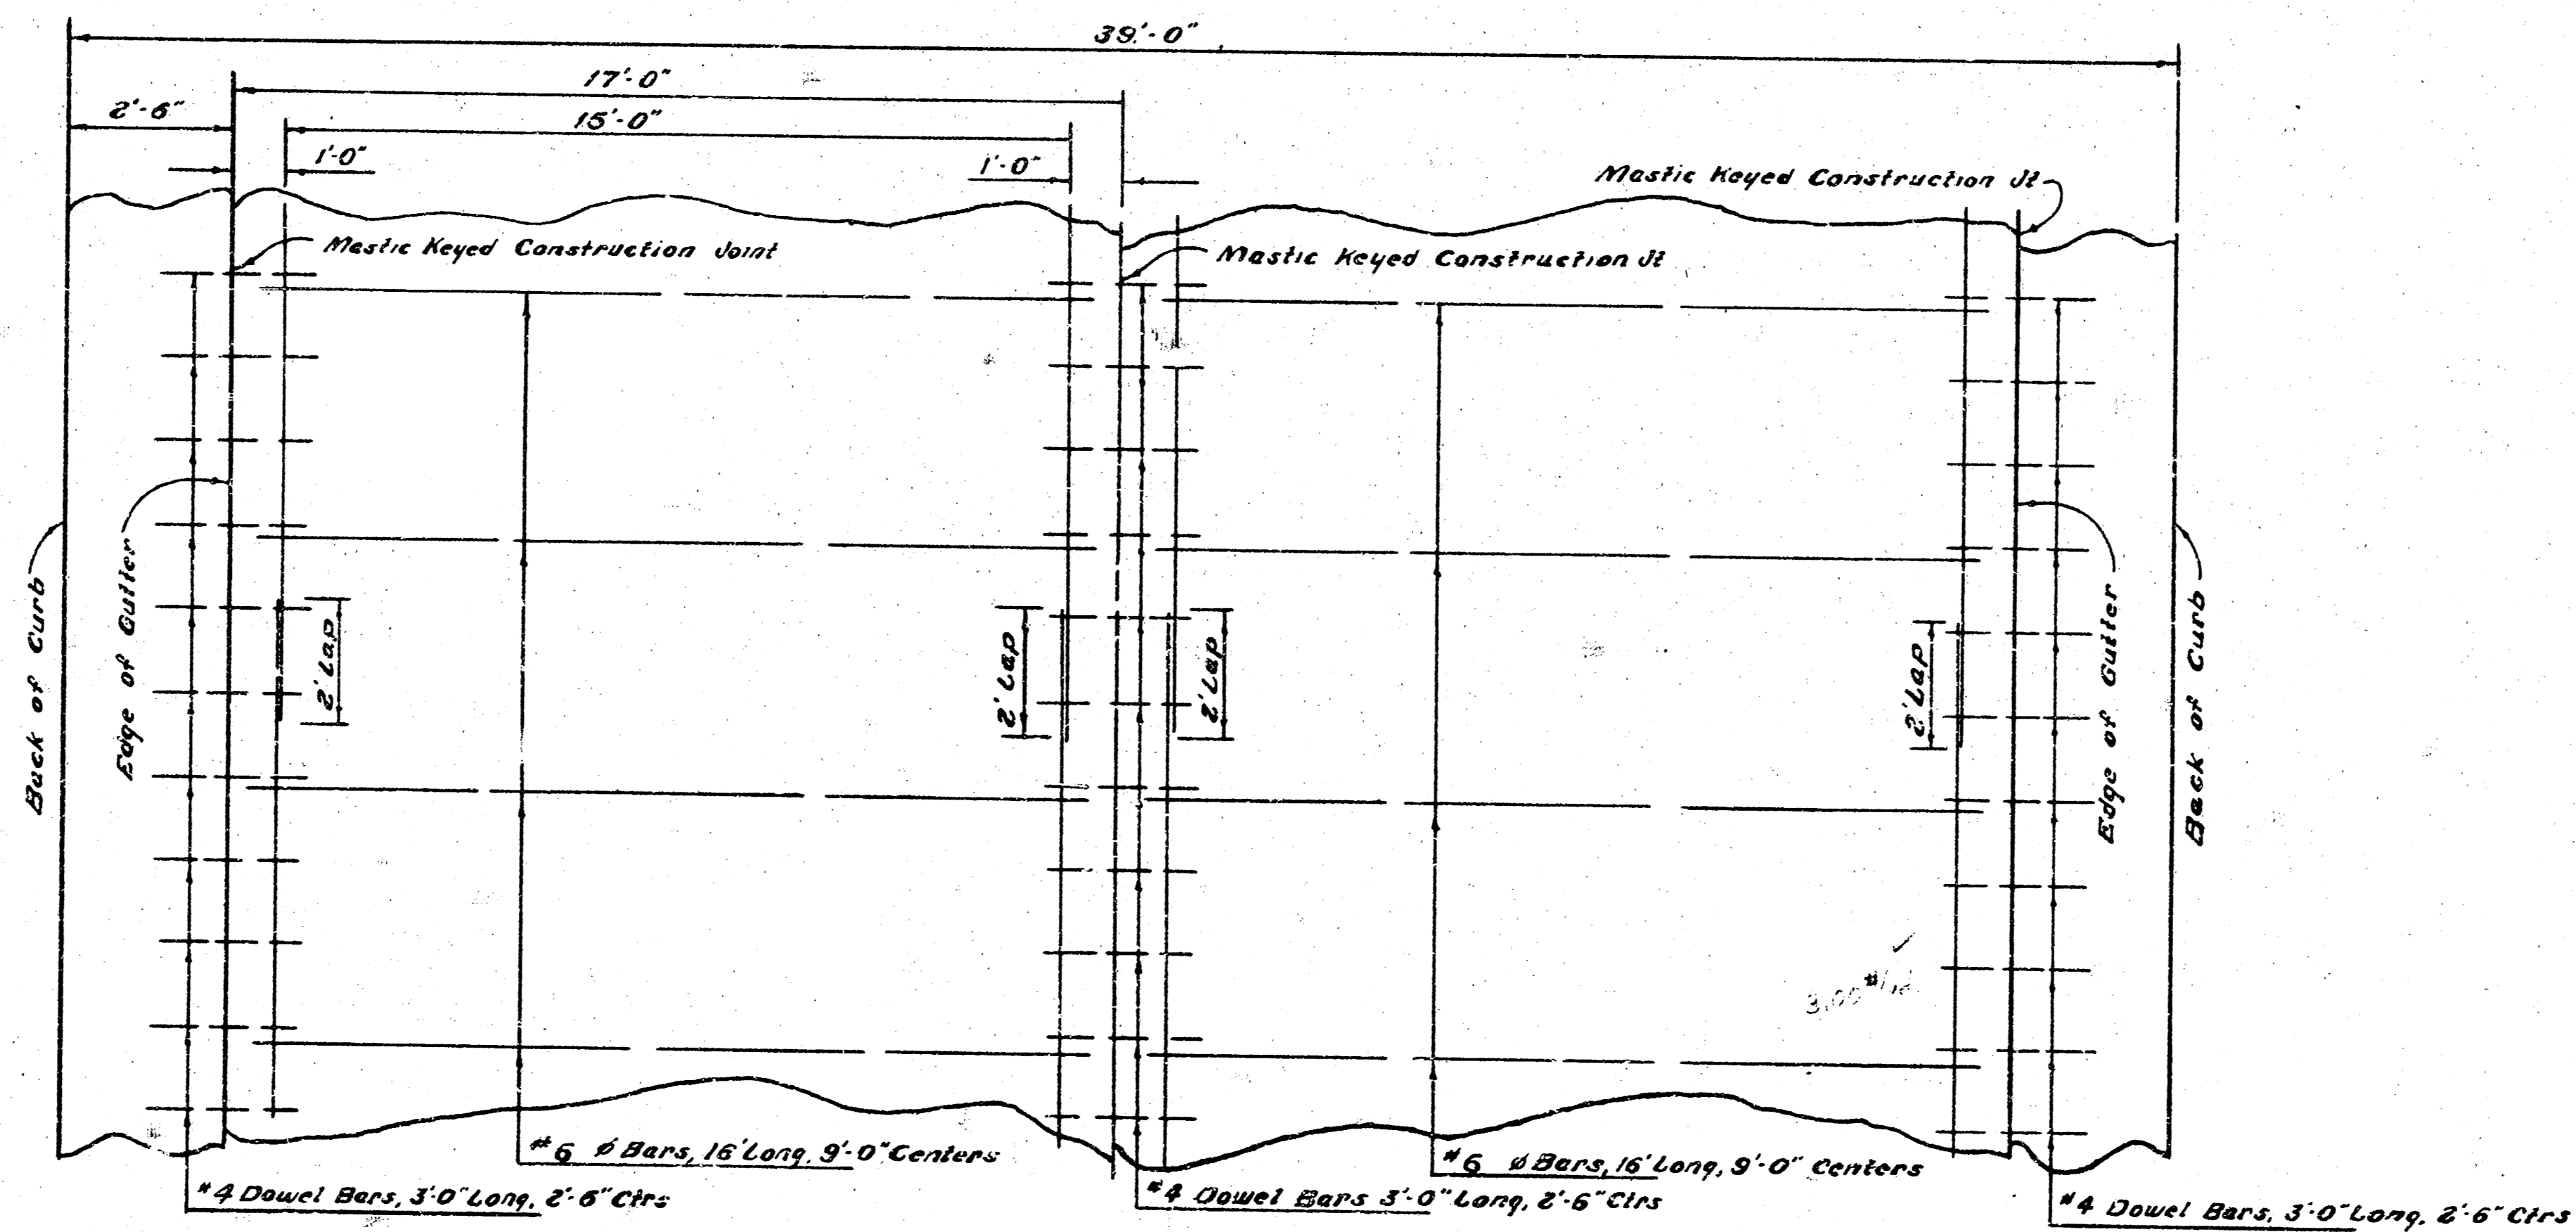 39'-0"
17'-0"
2'-6"
15'-0"
1'-0"
1'-0"
Mastic Keyed Construction Jt
Mastic Keyed Construction Joint
Mastic Keyed Construction Jt
Back of Curb
Edge of Gutter
2' Lap
2' Lap
2' Lap
2' Lap
Edge of Gutter
Back of Curb
#6 ø Bars, 16' Long, 9'-0" Centers
#6 ø Bars, 16' Long, 9'-0" Centers
#4 Dowel Bars, 3'-0" Long, 2'-6" Ctrs
#4 Dowel Bars 3'-0" Long, 2'-6" Ctrs
#4 Dowel Bars, 3'-0" Long, 2'-6" Ctrs